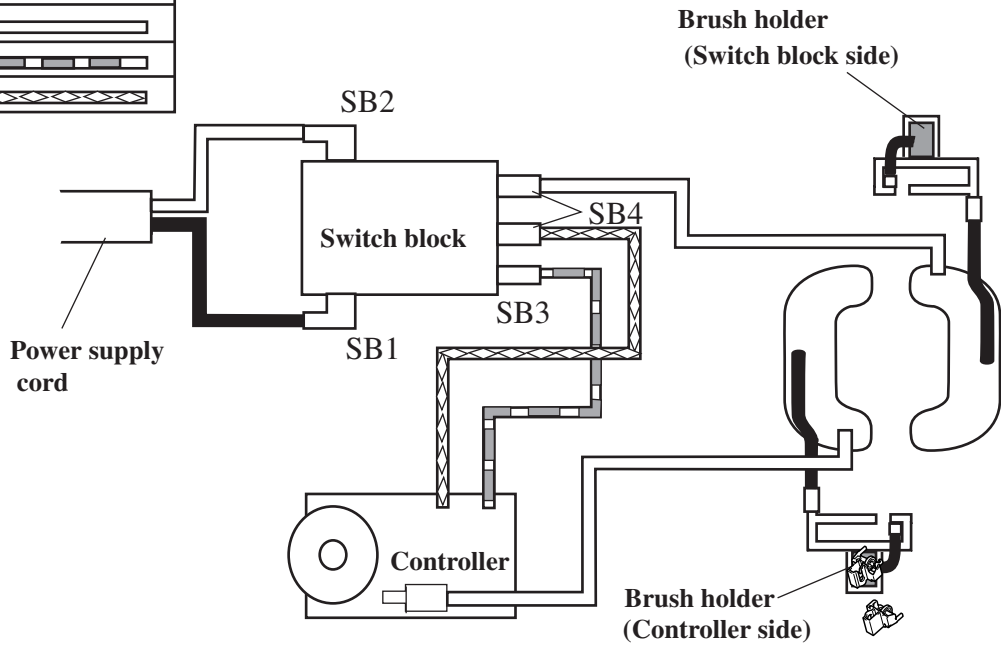 Brush holder
(Switch block side)
SB2
SB4
Switch block
SB3
SB1
Power supply
cord
Controller
Brush holder
(Controller side)